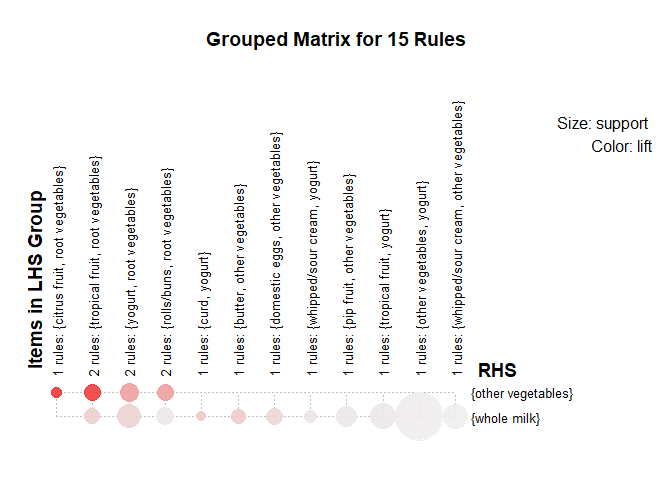 Grouped Matrix for 15 Rules
Size: support
Color: lift
Items in LHS Group
1 rules: {citrus fruit, root vegetables}
2 rules: {tropical fruit, root vegetables}
2 rules: {yogurt, root vegetables}
2 rules: {rolls/buns, root vegetables}
1 rules: {curd, yogurt}
1 rules: {butter, other vegetables}
1 rules: {domestic eggs, other vegetables}
1 rules: {whipped/sour cream, yogurt}
1 rules: {pip fruit, other vegetables}
1 rules: {tropical fruit, yogurt}
1 rules: {other vegetables, yogurt}
1 rules: {whipped/sour cream, other vegetables}
RHS
{other vegetables}
{whole milk}